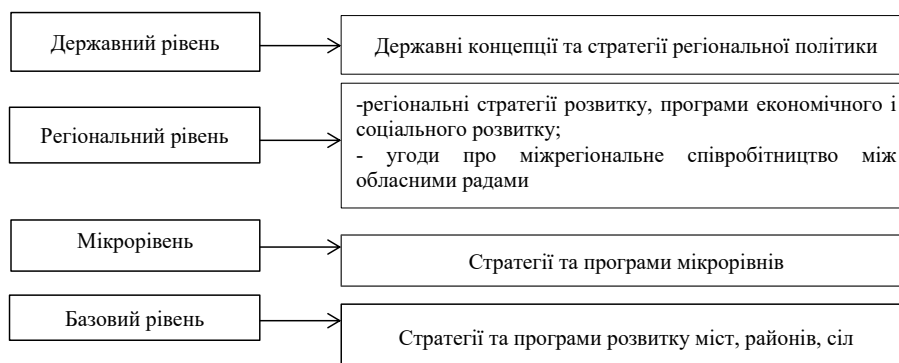 Державний рівень
Державні концепції та стратегії регіональної політики
Регіональний рівень
-регіональні стратегії розвитку, програми економічного і
соціального розвитку;
- угоди про міжрегіональне співробітництво між
обласними радами
Мікрорівень
Стратегії та програми мікрорівнів
Базовий рівень
Стратегії та програми розвитку міст, районів, сіл